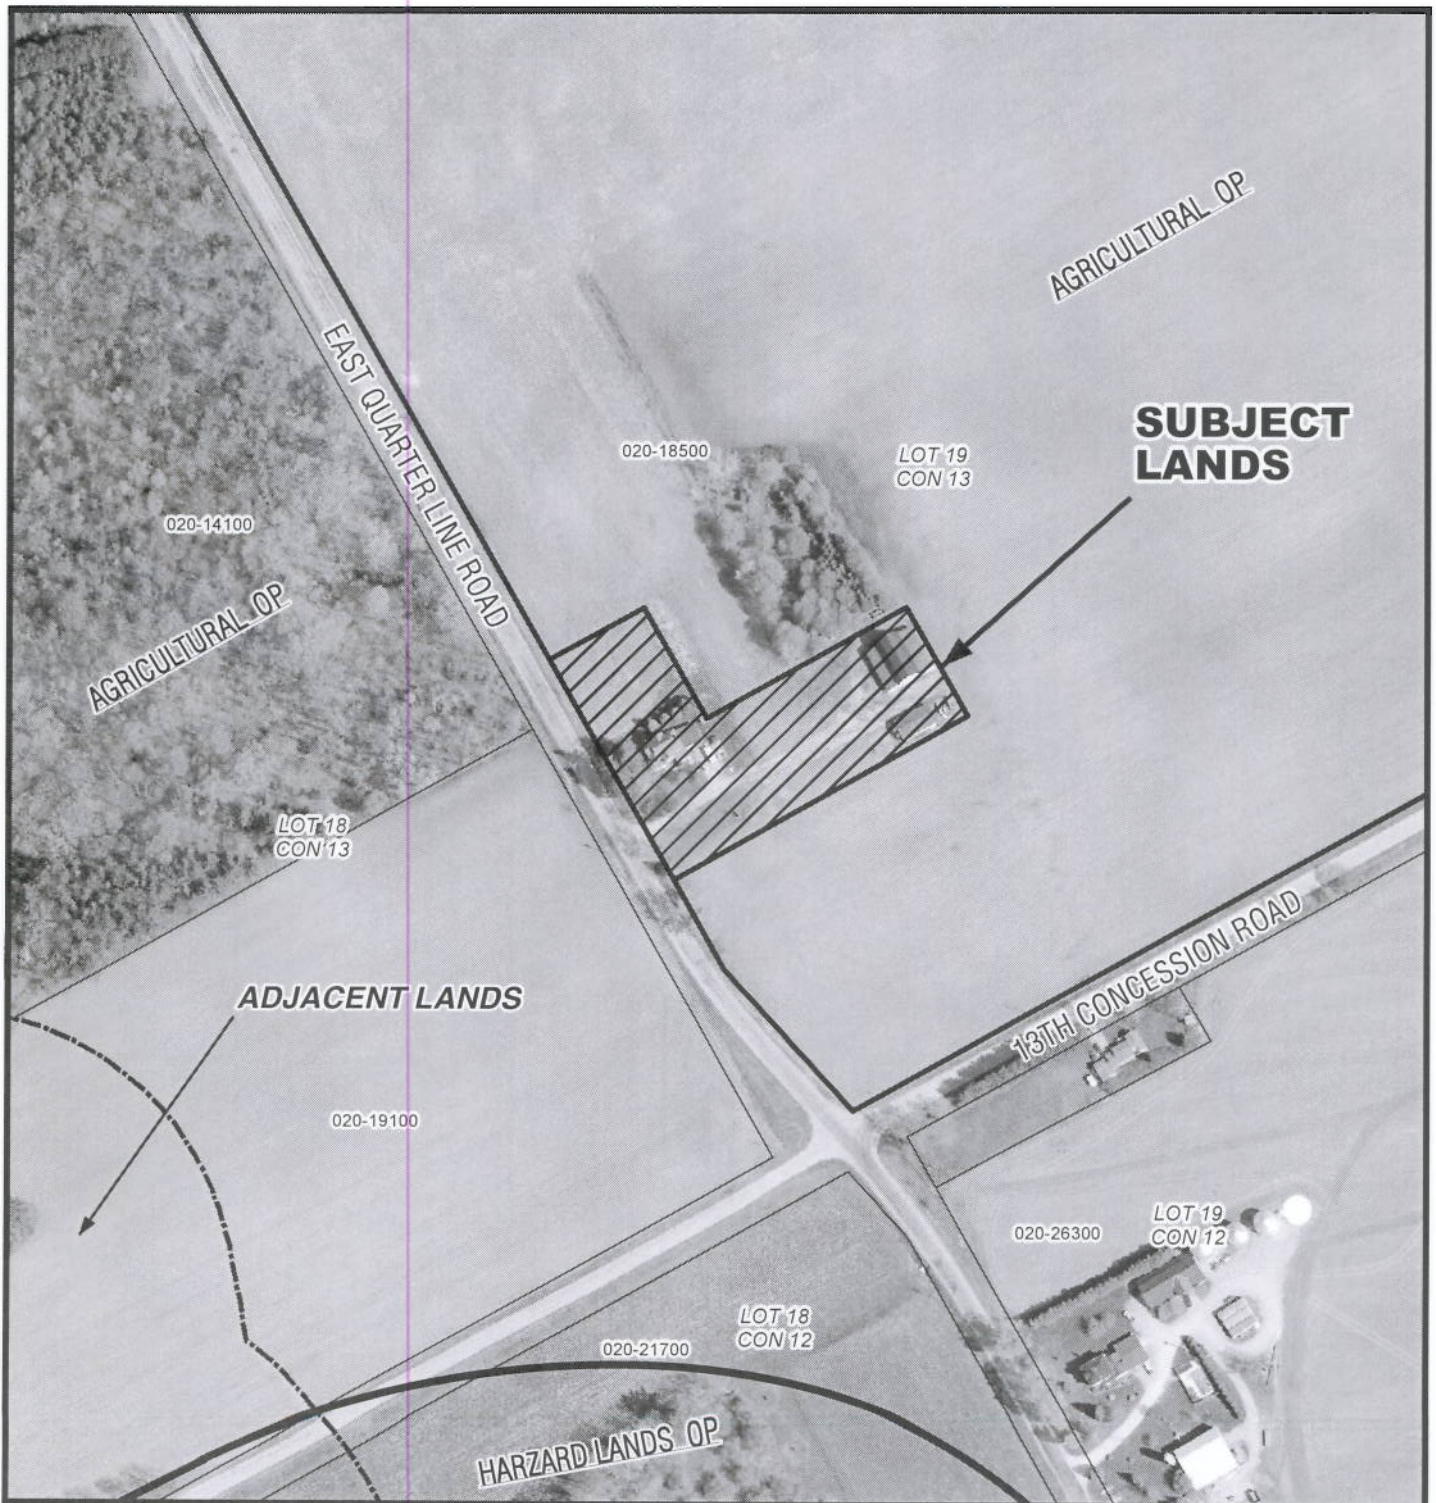 AGRICULTURAL OP
EAST QUARTER LINE ROAD
SUBJECT
LANDS
020-18500
LOT 19
CON 13
020-14100
AGRICULTURAL OP
LOT 18
CON 13
ADJACENT LANDS
13TH CONCESSION ROAD
020-19100
020-26300
LOT 19
CON 12
LOT 18
CON 12
020-21700
HARZARD LANDS OP